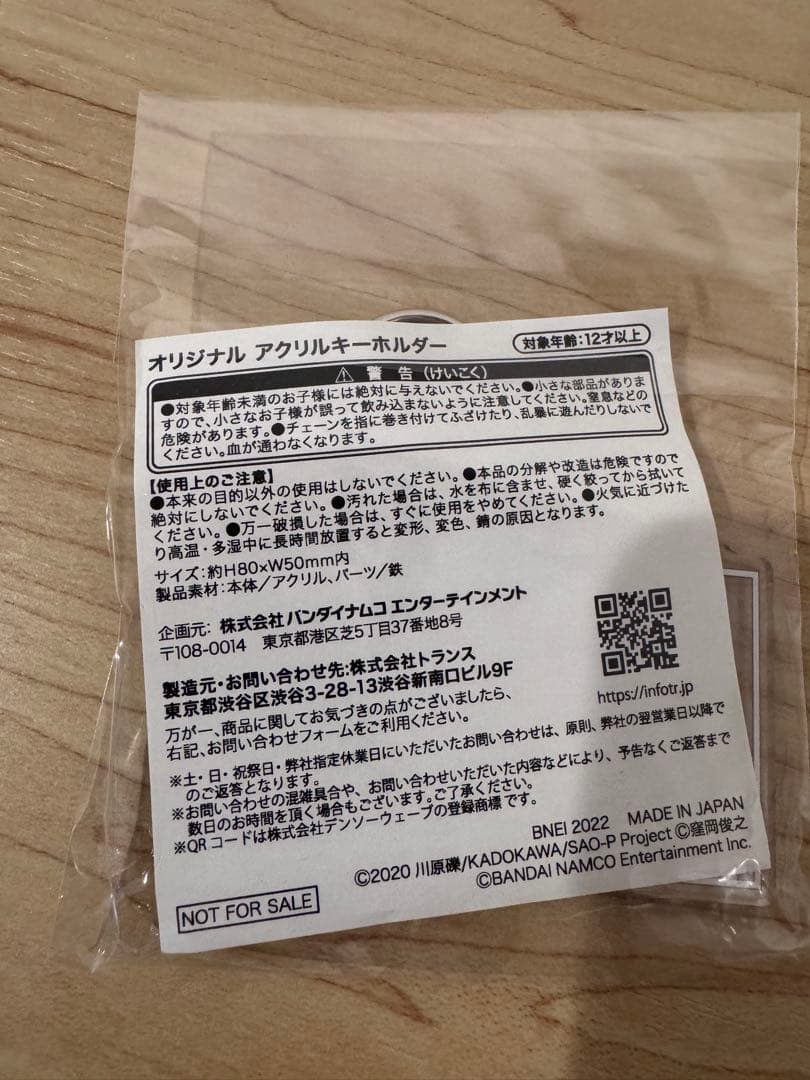 オリジナル アクリルキーホルダー
対象年齢:12才以上
⚠ 警 告 (けいこく)
●対象年齢未満のお子様には絶対に与えないでください。●小さな部品がありま
すので、小さなお子様が誤って飲み込まないように注意してください。窒息などの
危険があります。●チェーンを指に巻き付けてふざけたり、乱暴に遊んだりしないで
ください。血が通わなくなります。
【使用上のご注意】
●本来の目的以外の使用はしないでください。●本品の分解や改造は危険ですので
絶対にしないでください。●汚れた場合は、水を布に含ませ、硬く絞ってから拭いて
ください。●万一破損した場合は、すぐに使用をやめてください。●火気に近づけた
り高温・多湿中に長時間放置すると変形、変色、錆の原因となります。
サイズ:約H80×W50mm内
製品素材:本体/アクリル、パーツ/鉄
企画元: 株式会社バンダイナムコ エンターテインメント
〒108-0014 東京都港区芝5丁目37番地8号
製造元・お問い合わせ先:株式会社トランス
東京都渋谷区渋谷3-28-13渋谷新南口ビル9F
万が一、商品に関してお気づきの点がございましたら、
右記、お問い合わせフォームをご利用ください。
https://infotr.jp
※土・日・祝祭日・弊社指定休業日にいただいたお問い合わせは、原則、弊社の翌営業日以降で
のご返答となります。
※お問い合わせの混雑具合や、お問い合わせいただいた内容などにより、予告なくご返答まで
数日のお時間を頂く場合もございます。ご了承ください。
※QRコードは株式会社デンソーウェーブの登録商標です。
BNEI 2022 MADE IN JAPAN
©2020 川原礫/KADOKAWA/SAO-P Project ©窪岡俊之
©BANDAI NAMCO Entertainment Inc.
NOT FOR SALE